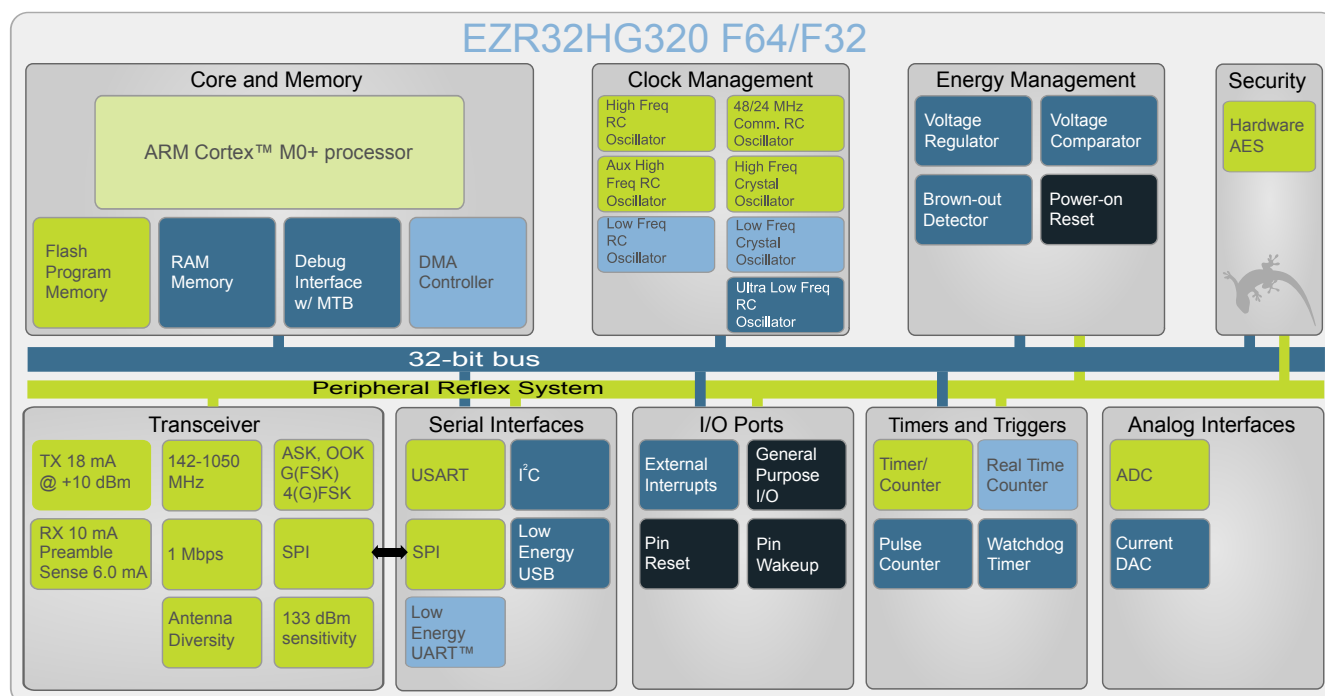 EZR32HG320 F64/F32
Core and Memory
ARM Cortex™ M0+ processor
Flash
Program
Memory
RAM
Memory
Debug
Interface
w/ MTB
DMA
Controller
Clock Management
High Freq
RC
Oscillator
48/24 MHz
Comm. RC
Oscillator
Aux High
Freq RC
Oscillator
High Freq
Crystal
Oscillator
Low Freq
RC
Oscillator
Low Freq
Crystal
Oscillator
Ultra Low Freq
RC
Oscillator
Energy Management
Voltage
Regulator
Voltage
Comparator
Brown-out
Detector
Power-on
Reset
Security
Hardware
AES
32-bit bus
Peripheral Reflex System
Transceiver
TX 18 mA
@ +10 dBm
142-1050
MHz
ASK, OOK
G(FSK)
4(G)FSK
RX 10 mA
Preamble
Sense 6.0 mA
1 Mbps
SPI
Antenna
Diversity
133 dBm
sensitivity
Serial Interfaces
USART
I²C
SPI
Low
Energy
USB
Low
Energy
UART™
I/O Ports
External
Interrupts
General
Purpose
I/O
Pin
Reset
Pin
Wakeup
Timers and Triggers
Timer/
Counter
Real Time
Counter
Pulse
Counter
Watchdog
Timer
Analog Interfaces
ADC
Current
DAC